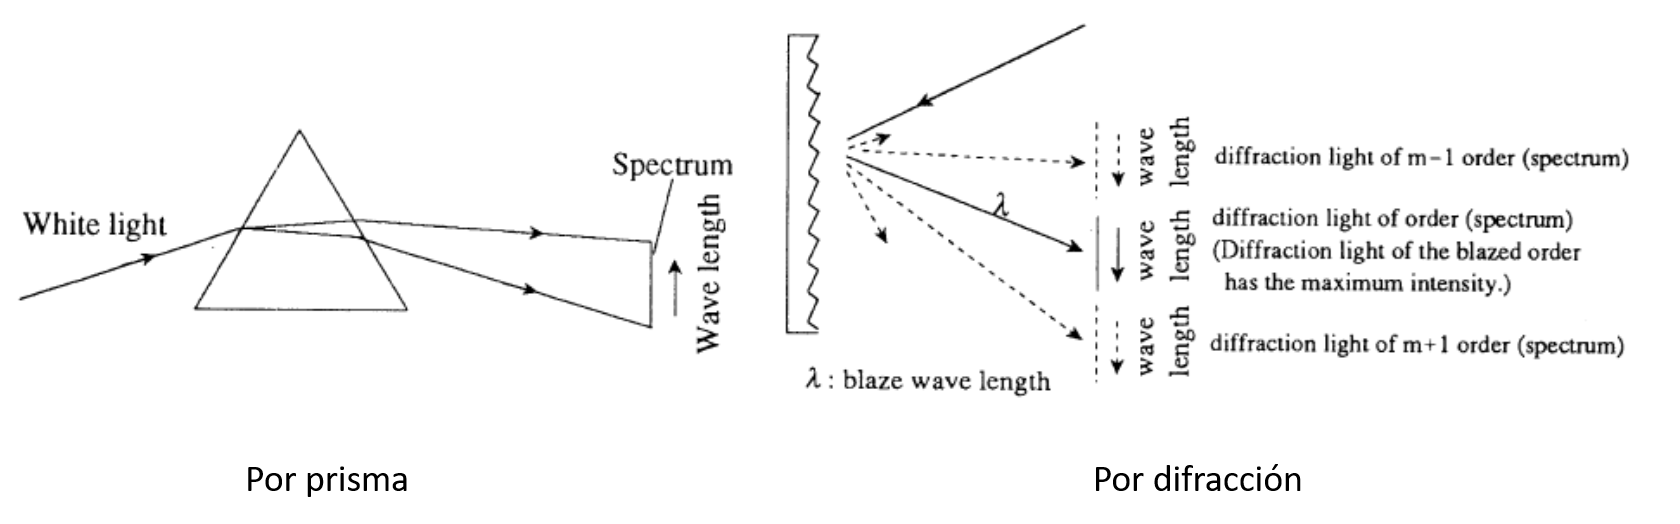 White light
Spectrum
Wave length
λ
wave
length
diffraction light of m−1 order (spectrum)
wave
length
diffraction light of order (spectrum)
(Diffraction light of the blazed order
has the maximum intensity.)
wave
length
diffraction light of m+1 order (spectrum)
λ : blaze wave length
Por prisma
Por difracción